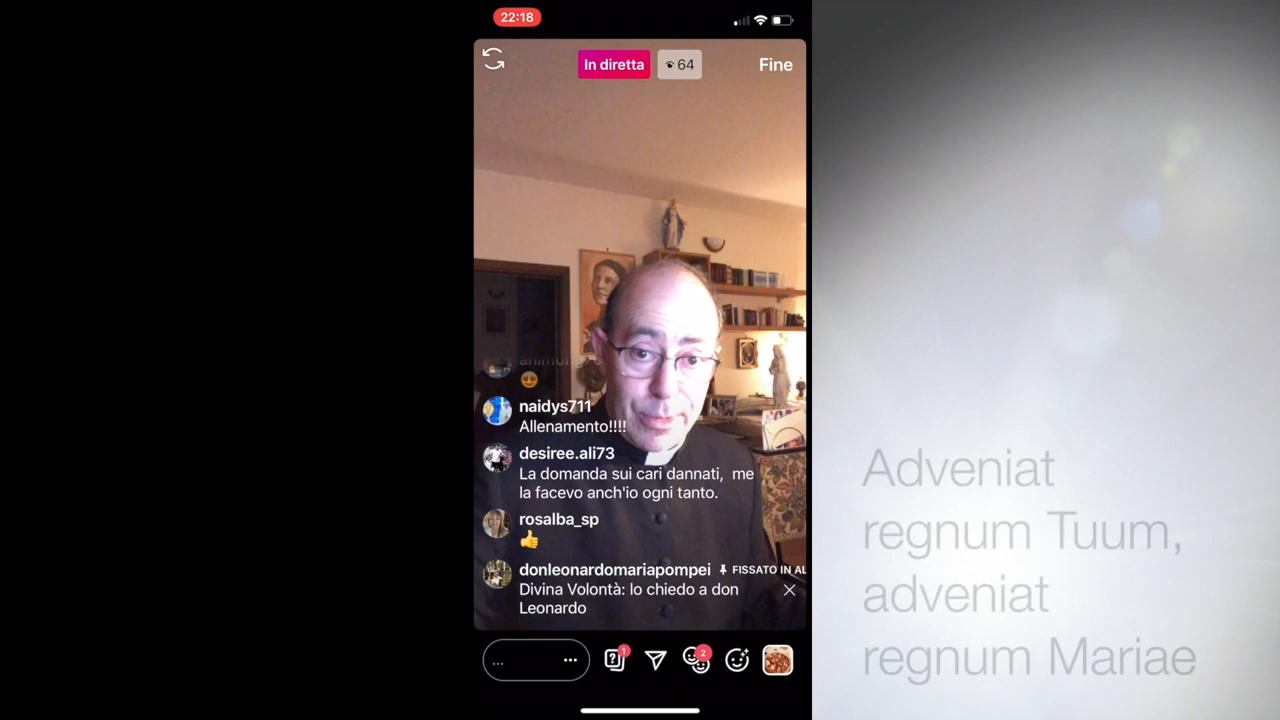 22:18
In diretta
64
Fine
naidys711
Allenamento!!!!
desiree.ali73
La domanda sui cari dannati, me
la facevo anch'io ogni tanto.
rosalba_sp
donleonardomariapompei FISSATO IN AL
Divina Volontà: lo chiedo a don
Leonardo
...
1
2
Adveniat
regnum Tuum,
adveniat
regnum Mariae